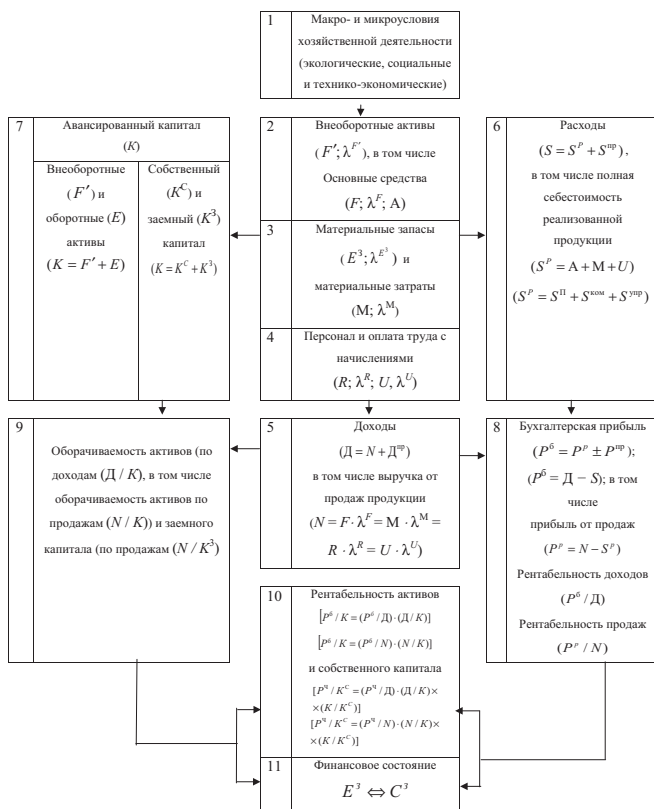 1
Макро- и микроусловия
хозяйственной деятельности
(экологические, социальные
и технико-экономические)
7
Авансированный капитал
(K)
Внеоборотные
(F′) и
оборотные (E)
активы
(K = F′ + E)
Собственный
(K^C) и
заемный (K^З)
капитал
(K = K^C + K^З)
2
Внеоборотные активы
(F′; λ^F′), в том числе
Основные средства
(F; λ^F; А)
3
Материальные запасы
(E^З; λ^E^З) и
материальные затраты
(М; λ^М)
4
Персонал и оплата труда с
начислениями
(R; λ^R; U, λ^U)
6
Расходы
(S = S^P + S^пр) ,
в том числе полная
себестоимость
реализованной
продукции
(S^P = А + М + U)
(S^P = S^П + S^ком + S^упр)
9
Оборачиваемость активов (по
доходам (Д / K), в том числе
оборачиваемость активов по
продажам (N / K)) и заемного
капитала (по продажам (N / K^З)
5
Доходы
(Д = N + Д^пр)
в том числе выручка от
продаж продукции
(N = F · λ^F = М · λ^М =
R · λ^R = U · λ^U)
8
Бухгалтерская прибыль
(P^б = P^p ± P^пр);
(P^б = Д – S); в том
числе
прибыль от продаж
(P^p = N – S^p)
Рентабельность доходов
(P^б / Д)
Рентабельность продаж
(P^p / N)
10
Рентабельность активов
[P^б / K = (P^б / Д) · (Д / K)]
[P^б / K = (P^б / N) · (N / K)]
и собственного капитала
[P^ч / K^C = (P^ч / Д) · (Д / K)×
×(K / K^C)]
[P^ч / K^C = (P^ч / N) · (N / K)×
×(K / K^C)]
11
Финансовое состояние
E^З ⇔ C^З